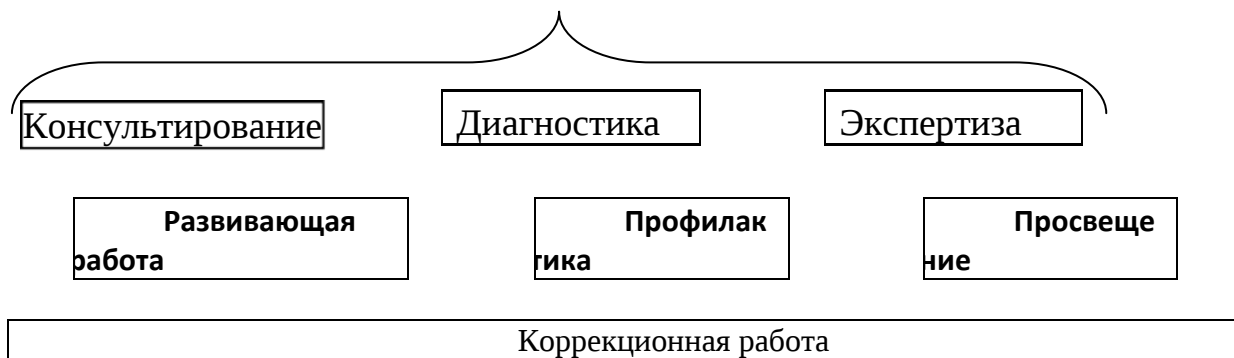 Консультирование
Диагностика
Экспертиза
Развивающая
работа
Профилак
тика
Просвеще
ние
Коррекционная работа